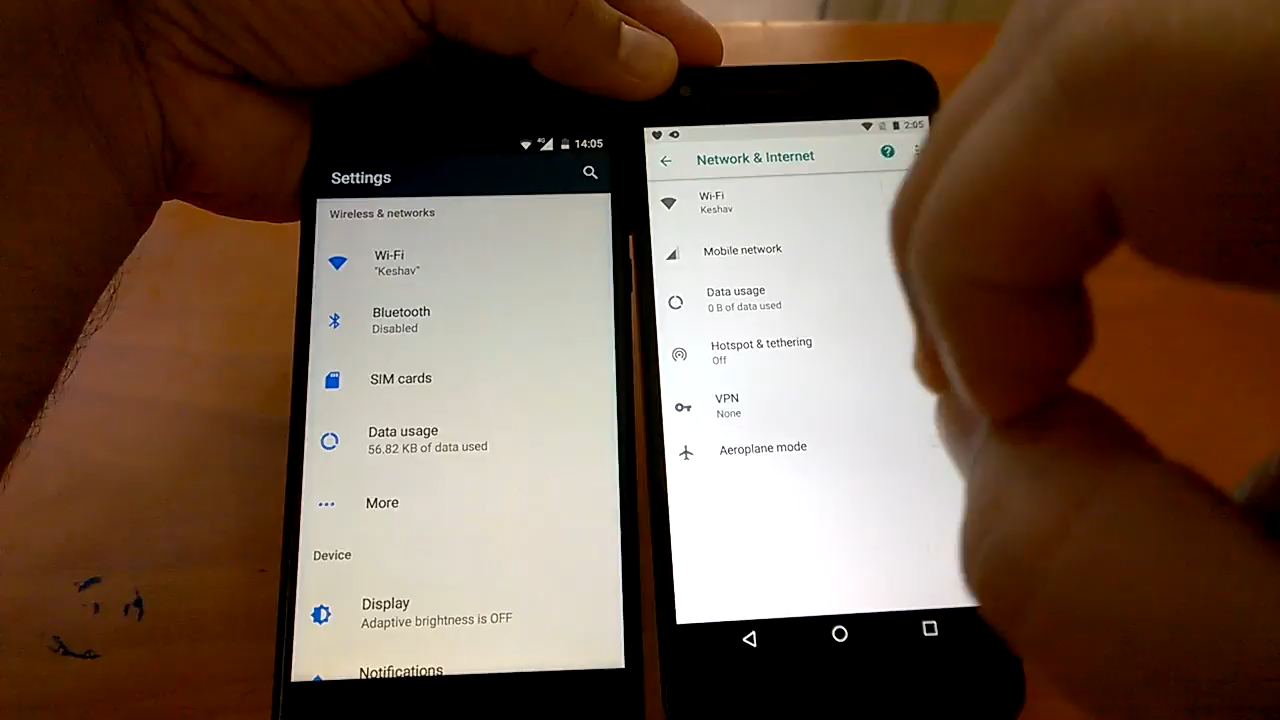 4G 14:05
Settings
Wireless & networks
Wi-Fi
"Keshav"
Bluetooth
Disabled
SIM cards
Data usage
56.82 KB of data used
More
Device
Display
Adaptive brightness is OFF
Notifications
2:05
Network & Internet
Wi-Fi
Keshav
Mobile network
Data usage
0 B of data used
Hotspot & tethering
Off
VPN
None
Aeroplane mode